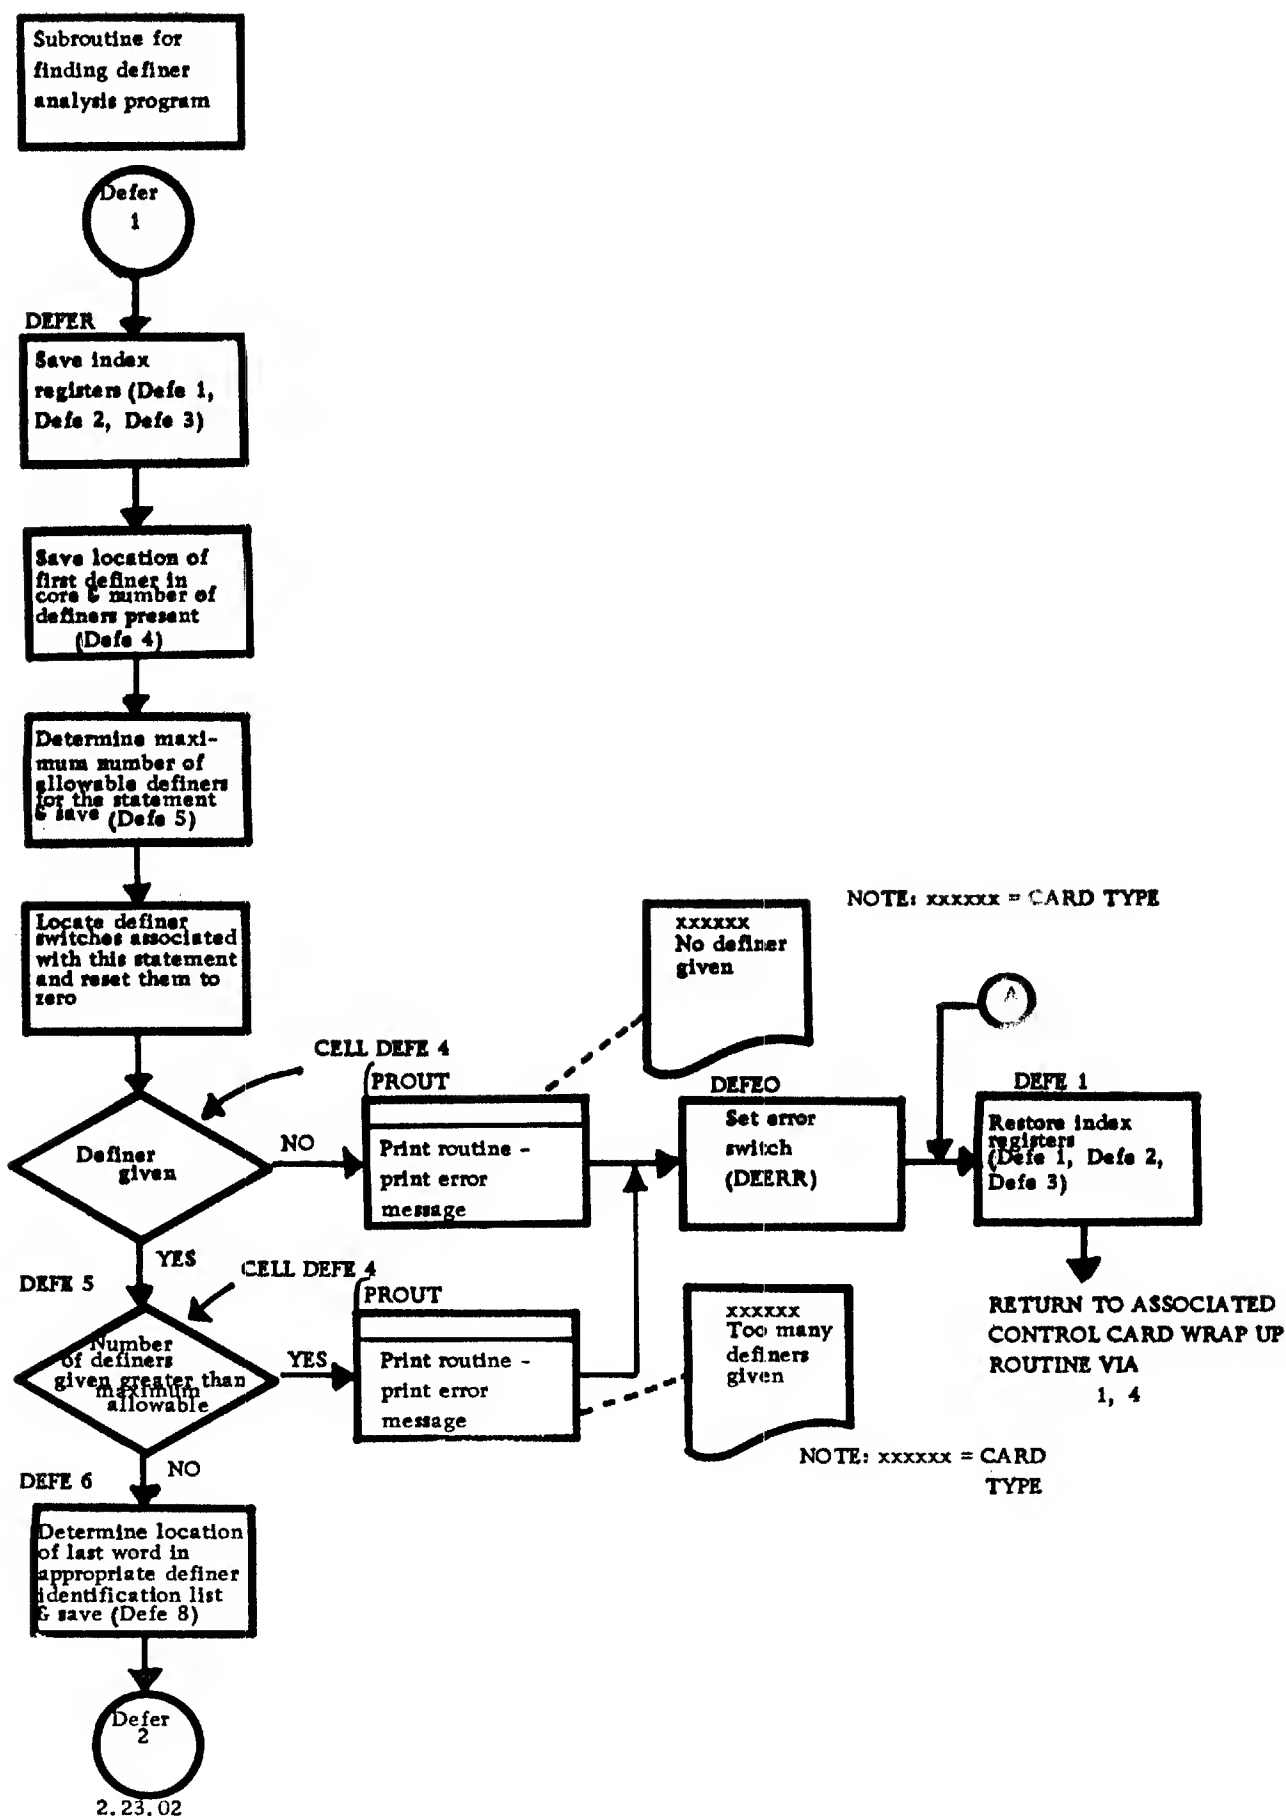 Subroutine for
finding definer
analysis program
Defer
1
DEFER
Save index
registers (Defe 1,
Defe 2, Defe 3)
Save location of
first definer in
core & number of
definers present
(Defe 4)
Determine maxi-
mum number of
allowable definers
for the statement
& save (Defe 5)
Locate definer
switches associated
with this statement
and reset them to
zero
xxxxxx
No definer
given
NOTE: xxxxxx = CARD TYPE
A
CELL DEFE 4
Definer
given
NO
YES
PROUT
Print routine -
print error
message
DEFEO
Set error
switch
(DEERR)
DEFE 1
Restore index
registers
(Defe 1, Defe 2,
Defe 3)
RETURN TO ASSOCIATED
CONTROL CARD WRAP UP
ROUTINE VIA
1, 4
DEFE 5
CELL DEFE 4
Number
of definers
given greater than
maximum
allowable
YES
NO
PROUT
Print routine -
print error
message
xxxxxx
Too many
definers
given
NOTE: xxxxxx = CARD
TYPE
DEFE 6
Determine location
of last word in
appropriate definer
identification list
& save (Defe 8)
Defer
2
2.23.02